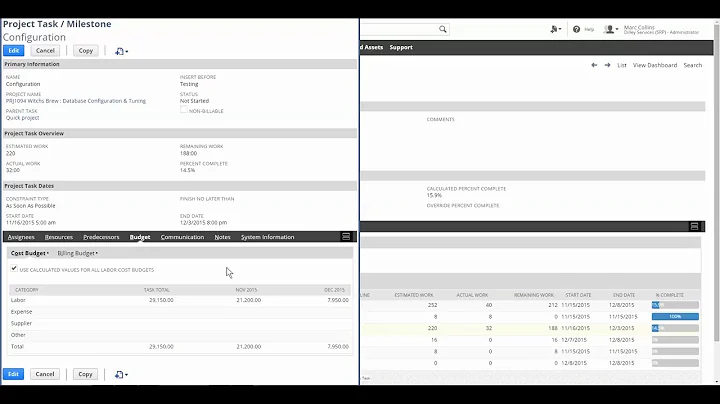 Project Task / Milestone
Configuration
Edit Cancel Copy
Primary Information
NAME INSERT BEFORE
Configuration Testing
PROJECT NAME STATUS
PRJ1094 Witchs Brew : Database Configuration & Tuning Not Started
PARENT TASK NON-BILLABLE
Quick project
Project Task Overview
ESTIMATED WORK REMAINING WORK
220 188:00
ACTUAL WORK PERCENT COMPLETE
32:00 14.5%
Project Task Dates
CONSTRAINT TYPE FINISH NO LATER THAN
As Soon As Possible
START DATE END DATE
11/16/2015 5:00 am 12/3/2015 8:00 pm
Assignees Resources Predecessors Budget Communication Notes System Information
Cost Budget Billing Budget
USE CALCULATED VALUES FOR ALL LABOR COST BUDGETS
CATEGORY TASK TOTAL NOV 2015 DEC 2015
Labor 29,150.00 21,200.00 7,950.00
Expense
Supplier
Other
Total 29,150.00 21,200.00 7,950.00
Edit Cancel Copy
Help Marc Collins
Dilley Services (SRP) - Administrator
d Assets Support
List View Dashboard Search
COMMENTS
CALCULATED PERCENT COMPLETE
15.9%
OVERRIDE PERCENT COMPLETE
LINE ESTIMATED WORK ACTUAL WORK REMAINING WORK START DATE END DATE % COMPLETE
252 40 212 11/15/2015 12/8/2015
8 8 0 11/15/2015 11/15/2015 100%
220 32 188 11/16/2015 12/3/2015 14.5%
16 0 16 12/7/2015 12/8/2015
8 0 8 11/15/2015 11/15/2015
0 0 0 12/8/2015 12/8/2015